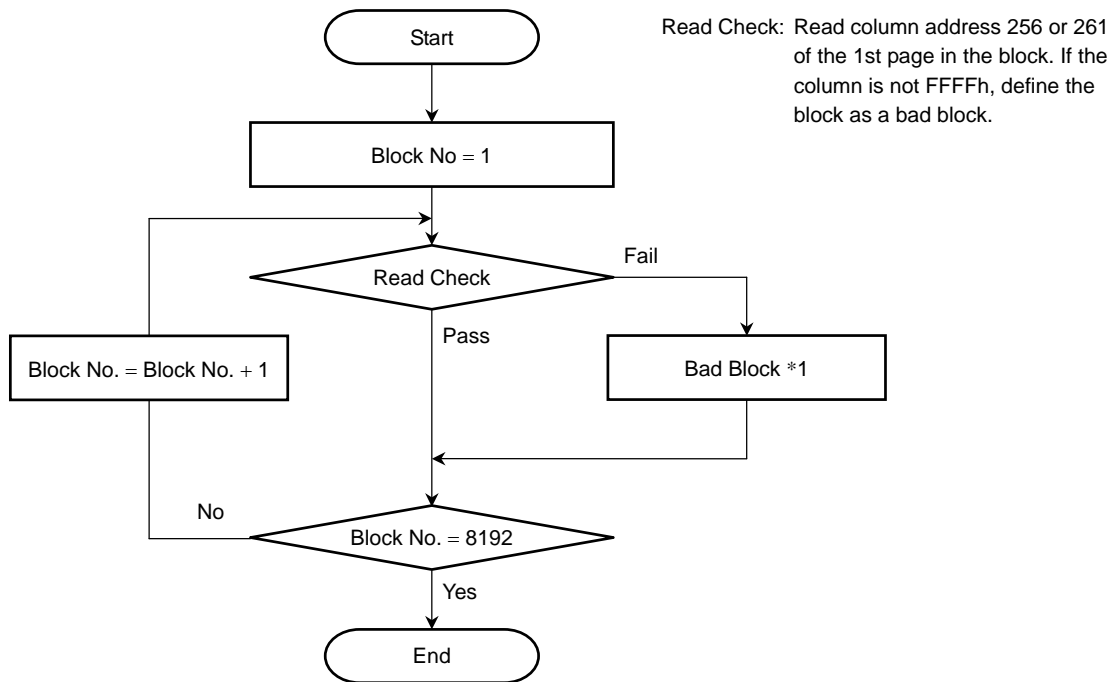 Start
Read Check: Read column address 256 or 261
of the 1st page in the block. If the
column is not FFFFh, define the
block as a bad block.
Block No = 1
Read Check
Fail
Pass
Block No. = Block No. + 1
Bad Block *1
No
Block No. = 8192
Yes
End